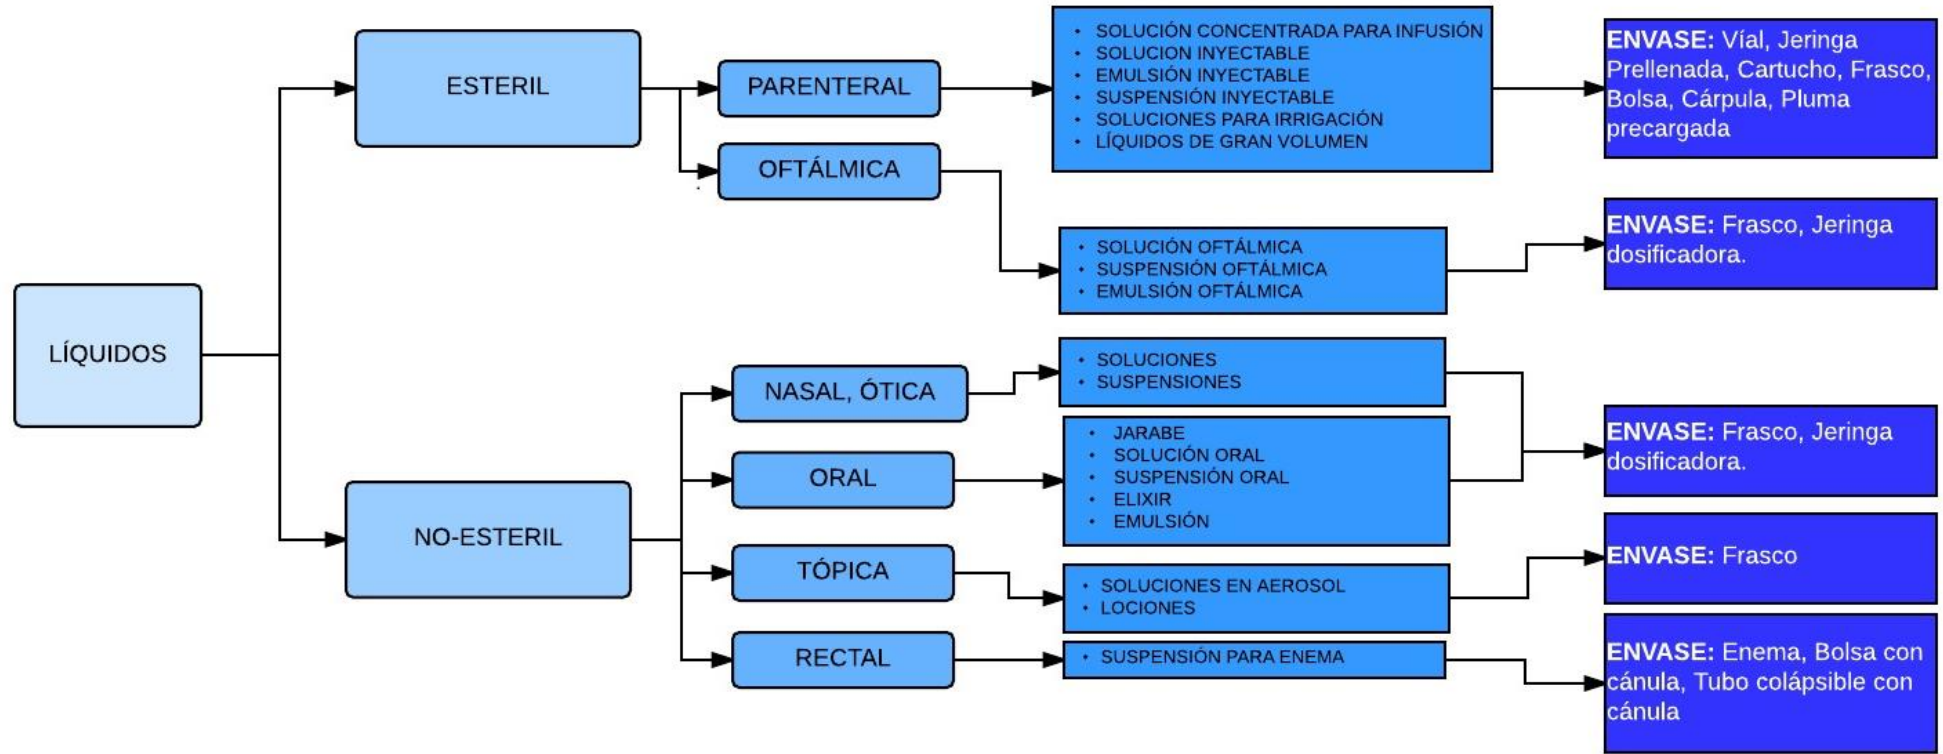 LÍQUIDOS
ESTERIL
PARENTERAL
• SOLUCIÓN CONCENTRADA PARA INFUSIÓN
• SOLUCION INYECTABLE
• EMULSIÓN INYECTABLE
• SUSPENSIÓN INYECTABLE
• SOLUCIONES PARA IRRIGACIÓN
• LÍQUIDOS DE GRAN VOLUMEN
ENVASE: Víal, Jeringa
Prellenada, Cartucho, Frasco,
Bolsa, Cárpula, Pluma
precargada
OFTÁLMICA
• SOLUCIÓN OFTÁLMICA
• SUSPENSIÓN OFTÁLMICA
• EMULSIÓN OFTÁLMICA
ENVASE: Frasco, Jeringa
dosificadora.
NO-ESTERIL
NASAL, ÓTICA
• SOLUCIONES
• SUSPENSIONES
ORAL
• JARABE
• SOLUCIÓN ORAL
• SUSPENSIÓN ORAL
• ELIXIR
• EMULSIÓN
ENVASE: Frasco, Jeringa
dosificadora.
TÓPICA
• SOLUCIONES EN AEROSOL
• LOCIONES
ENVASE: Frasco
RECTAL
• SUSPENSIÓN PARA ENEMA
ENVASE: Enema, Bolsa con
cánula, Tubo colápsible con
cánula